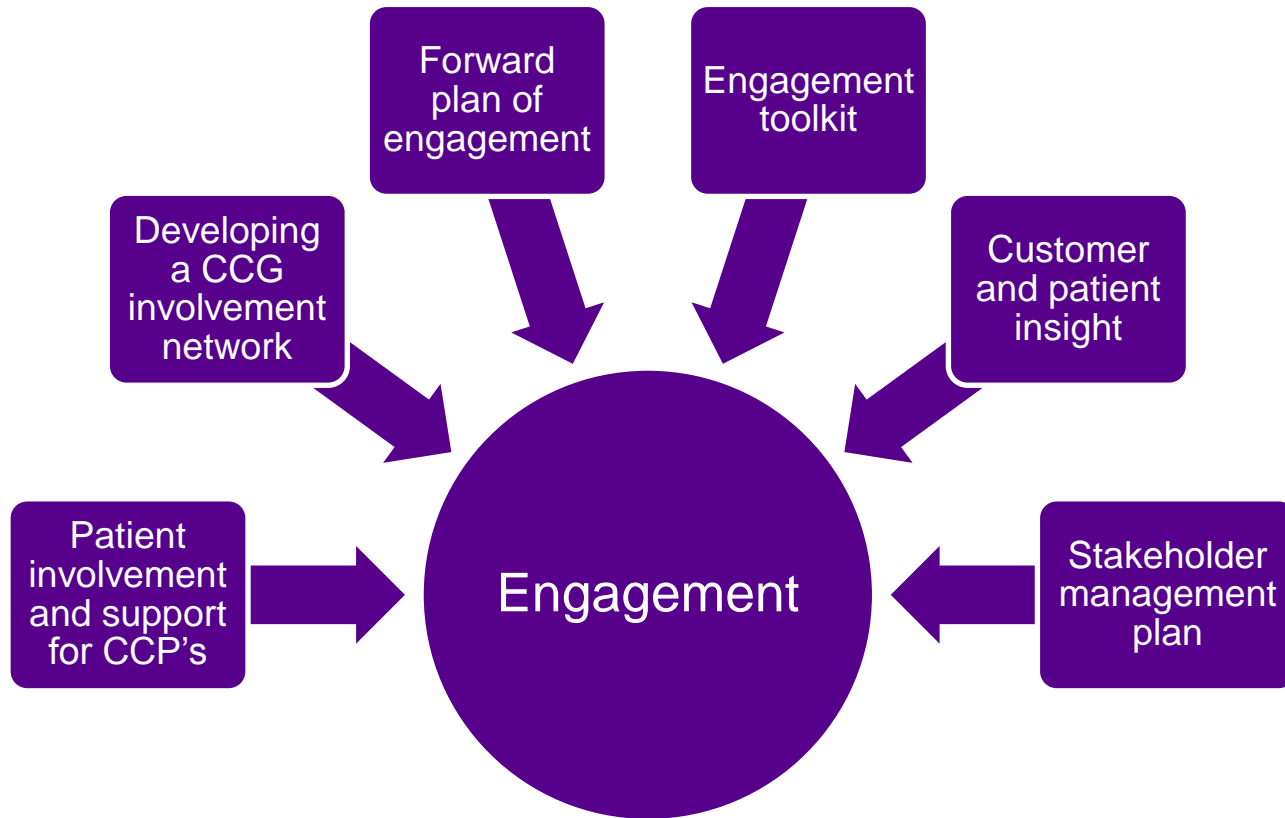 Forward
plan of
engagement
Engagement
toolkit
Developing
a CCG
involvement
network
Customer
and patient
insight
Patient
involvement
and support
for CCP’s
Engagement
Stakeholder
management
plan